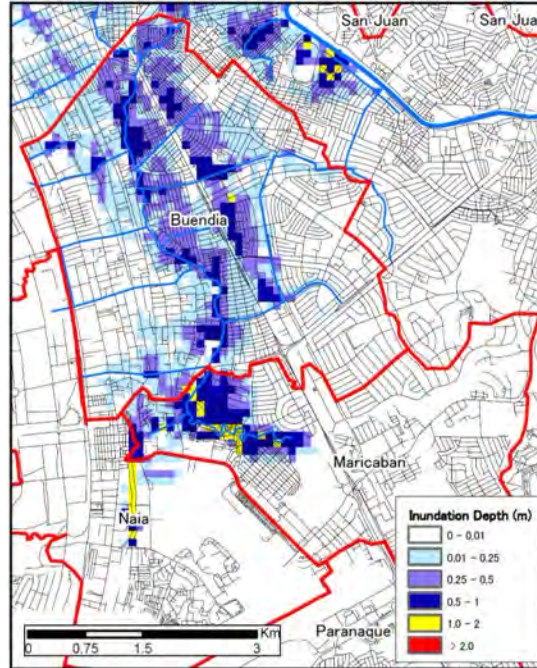 San Juan
San Jua
Buendia
Maricaban
Naia
Paranaque
Inundation Depth (m)
0 - 0.01
0.01 - 0.25
0.25 - 0.5
0.5 - 1
1.0 - 2
> 2.0
Km
0 0.75 1.5 3